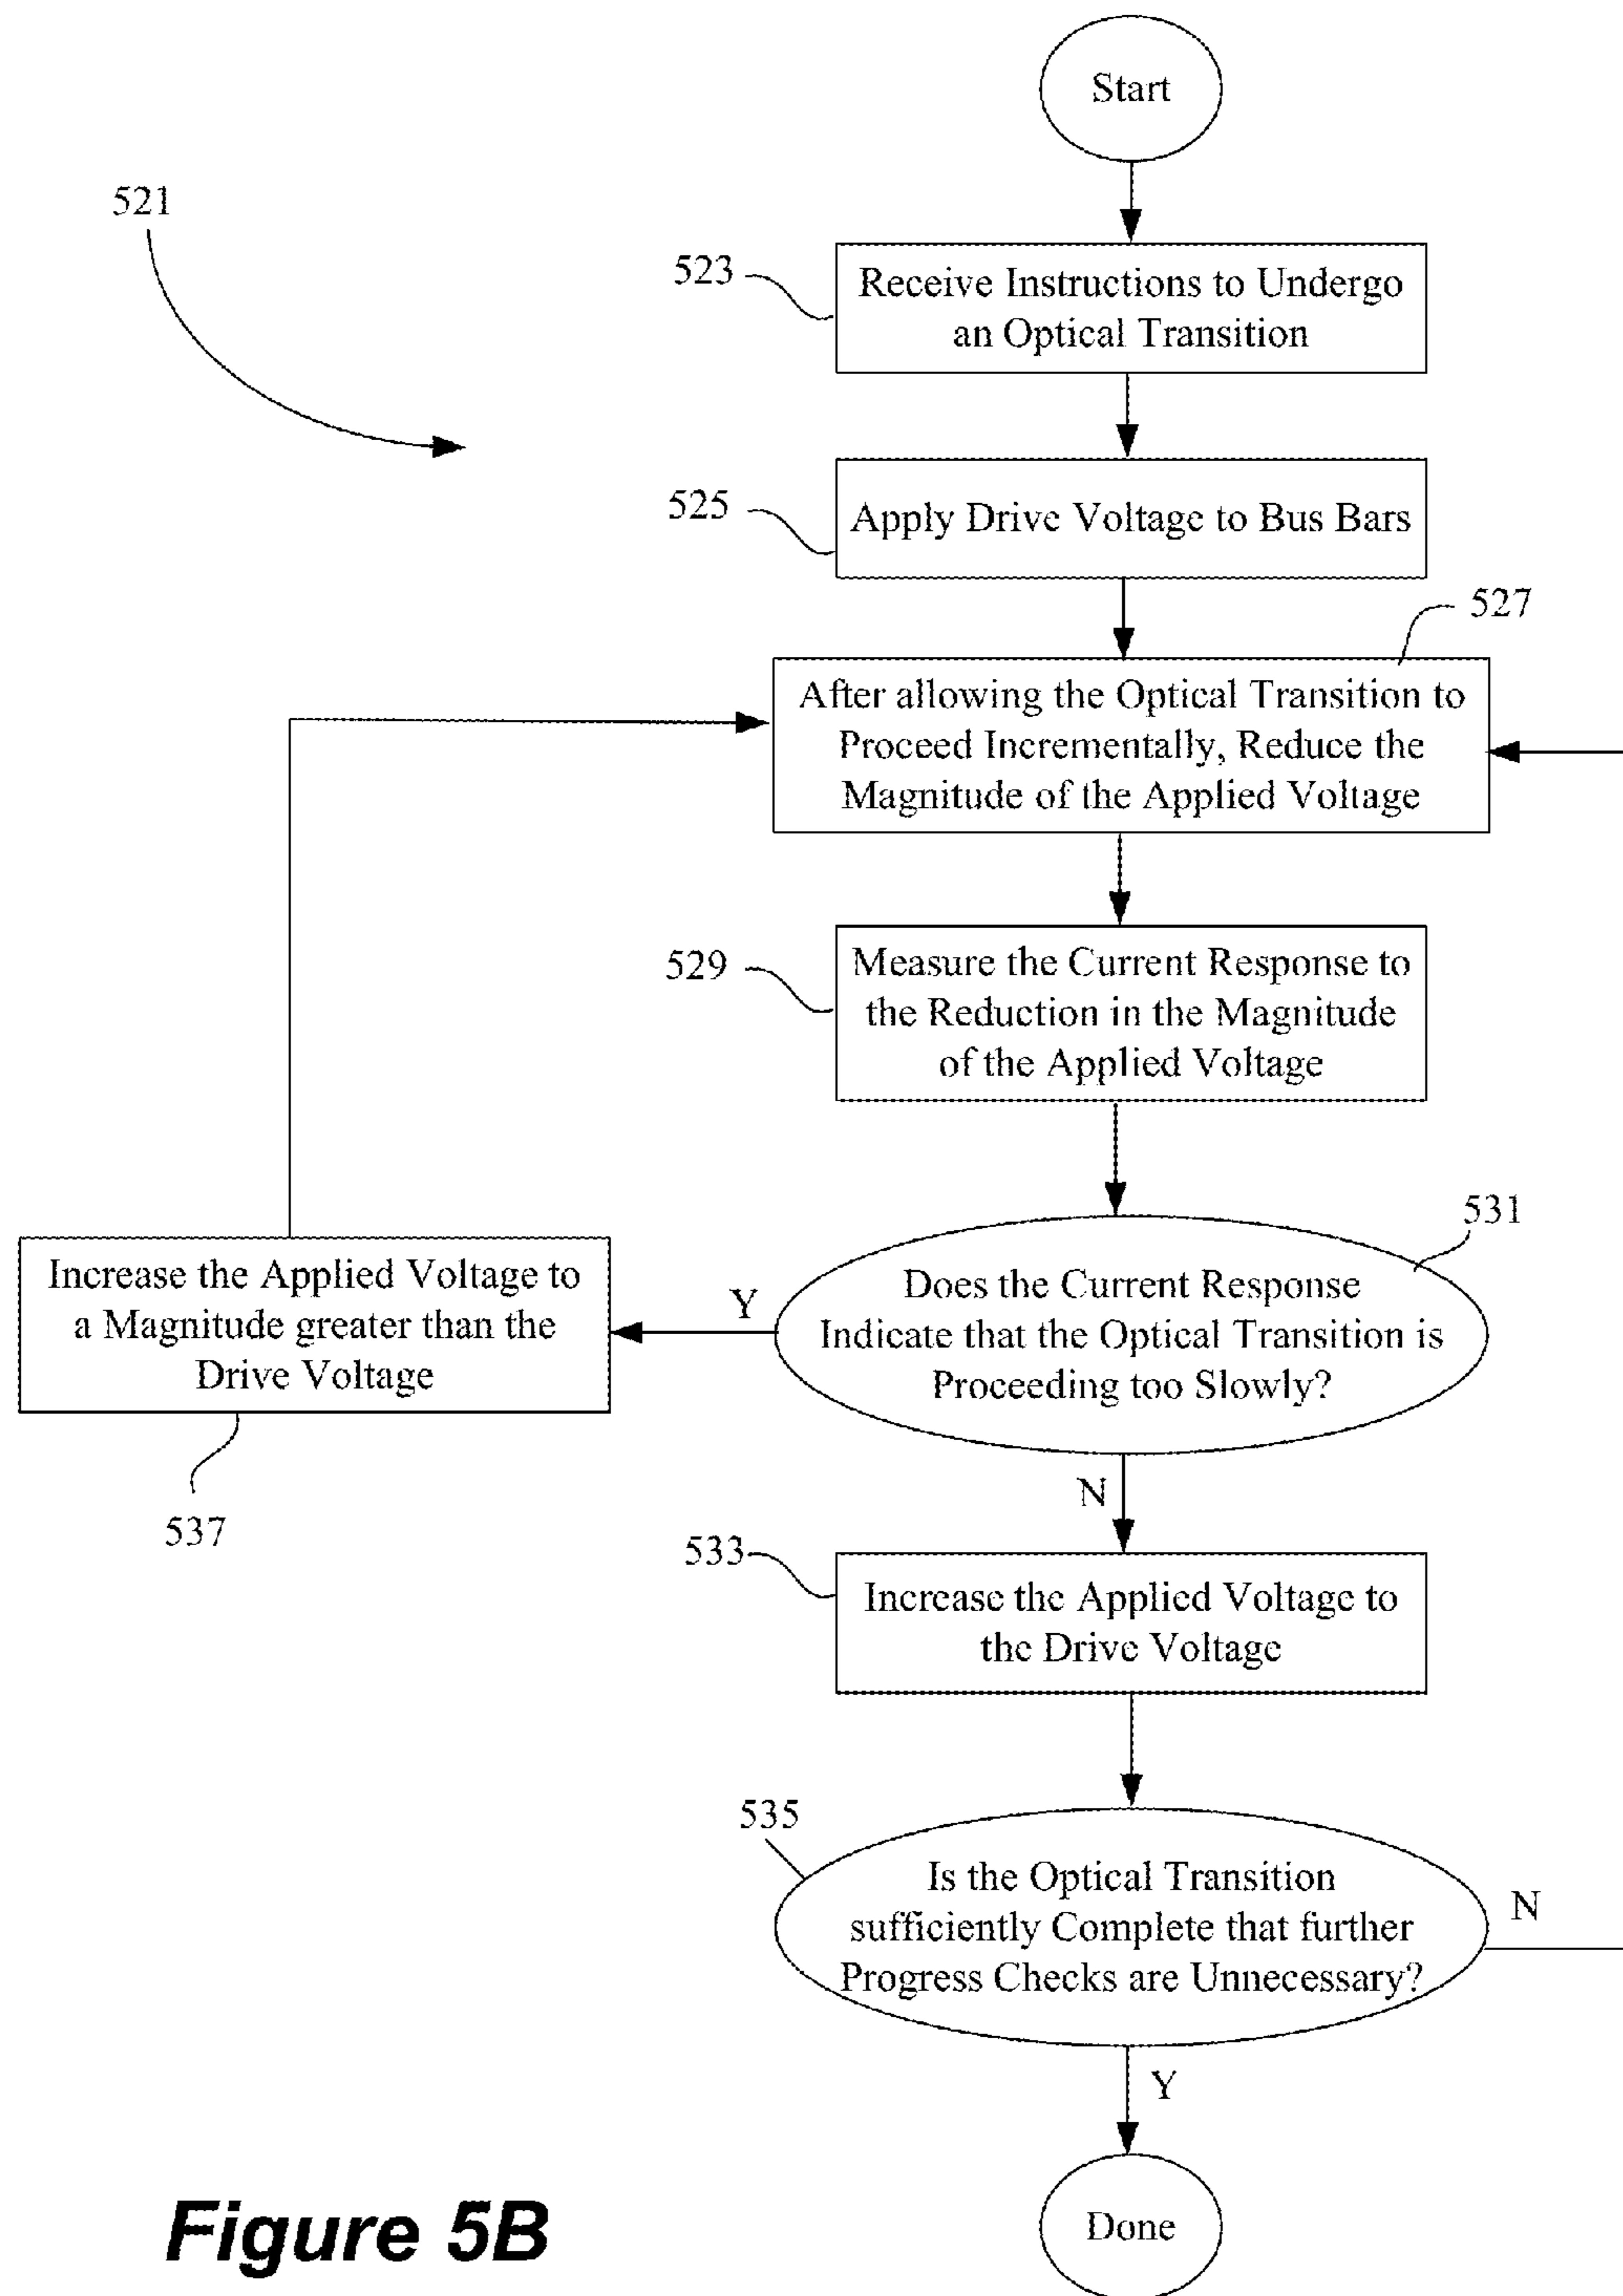 Start
521
523
Receive Instructions to Undergo
an Optical Transition
525
Apply Drive Voltage to Bus Bars
527
After allowing the Optical Transition to
Proceed Incrementally, Reduce the
Magnitude of the Applied Voltage
529
Measure the Current Response to
the Reduction in the Magnitude
of the Applied Voltage
531
Does the Current Response
Indicate that the Optical Transition is
Proceeding too Slowly?
Y
Increase the Applied Voltage to
a Magnitude greater than the
Drive Voltage
537
N
533
Increase the Applied Voltage to
the Drive Voltage
535
Is the Optical Transition
sufficiently Complete that further
Progress Checks are Unnecessary?
N
Y
Done
Figure 5B